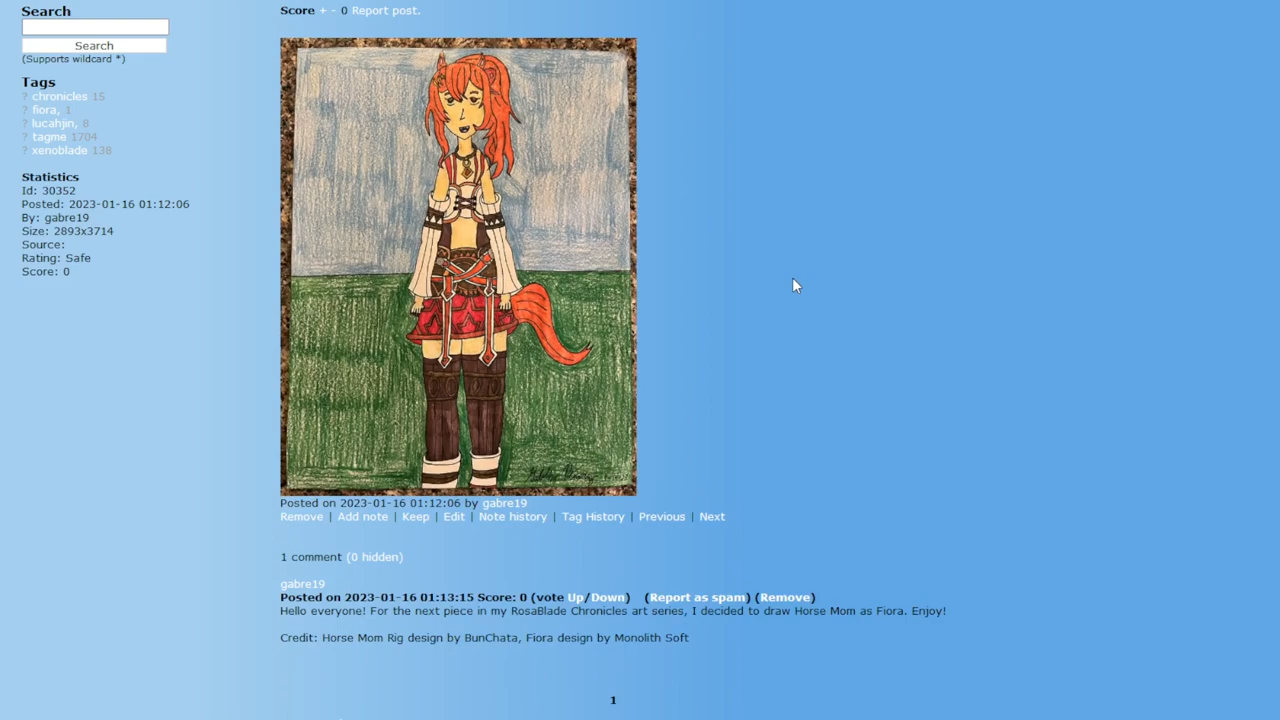 Search
Search
(Supports wildcard *)
Tags
? chronicles 15
? fiora, 1
? lucahjin, 8
? tagme 1704
? xenoblade 138
Statistics
Id: 30352
Posted: 2023-01-16 01:12:06
By: gabre19
Size: 2893x3714
Source:
Rating: Safe
Score: 0
Score + - 0 Report post.
Posted on 2023-01-16 01:12:06 by gabre19
Remove | Add note | Keep | Edit | Note history | Tag History | Previous | Next
1 comment (0 hidden)
gabre19
Posted on 2023-01-16 01:13:15 Score: 0 (vote Up/Down) (Report as spam) (Remove)
Hello everyone! For the next piece in my RosaBlade Chronicles art series, I decided to draw Horse Mom as Fiora. Enjoy!
Credit: Horse Mom Rig design by BunChata, Fiora design by Monolith Soft
1